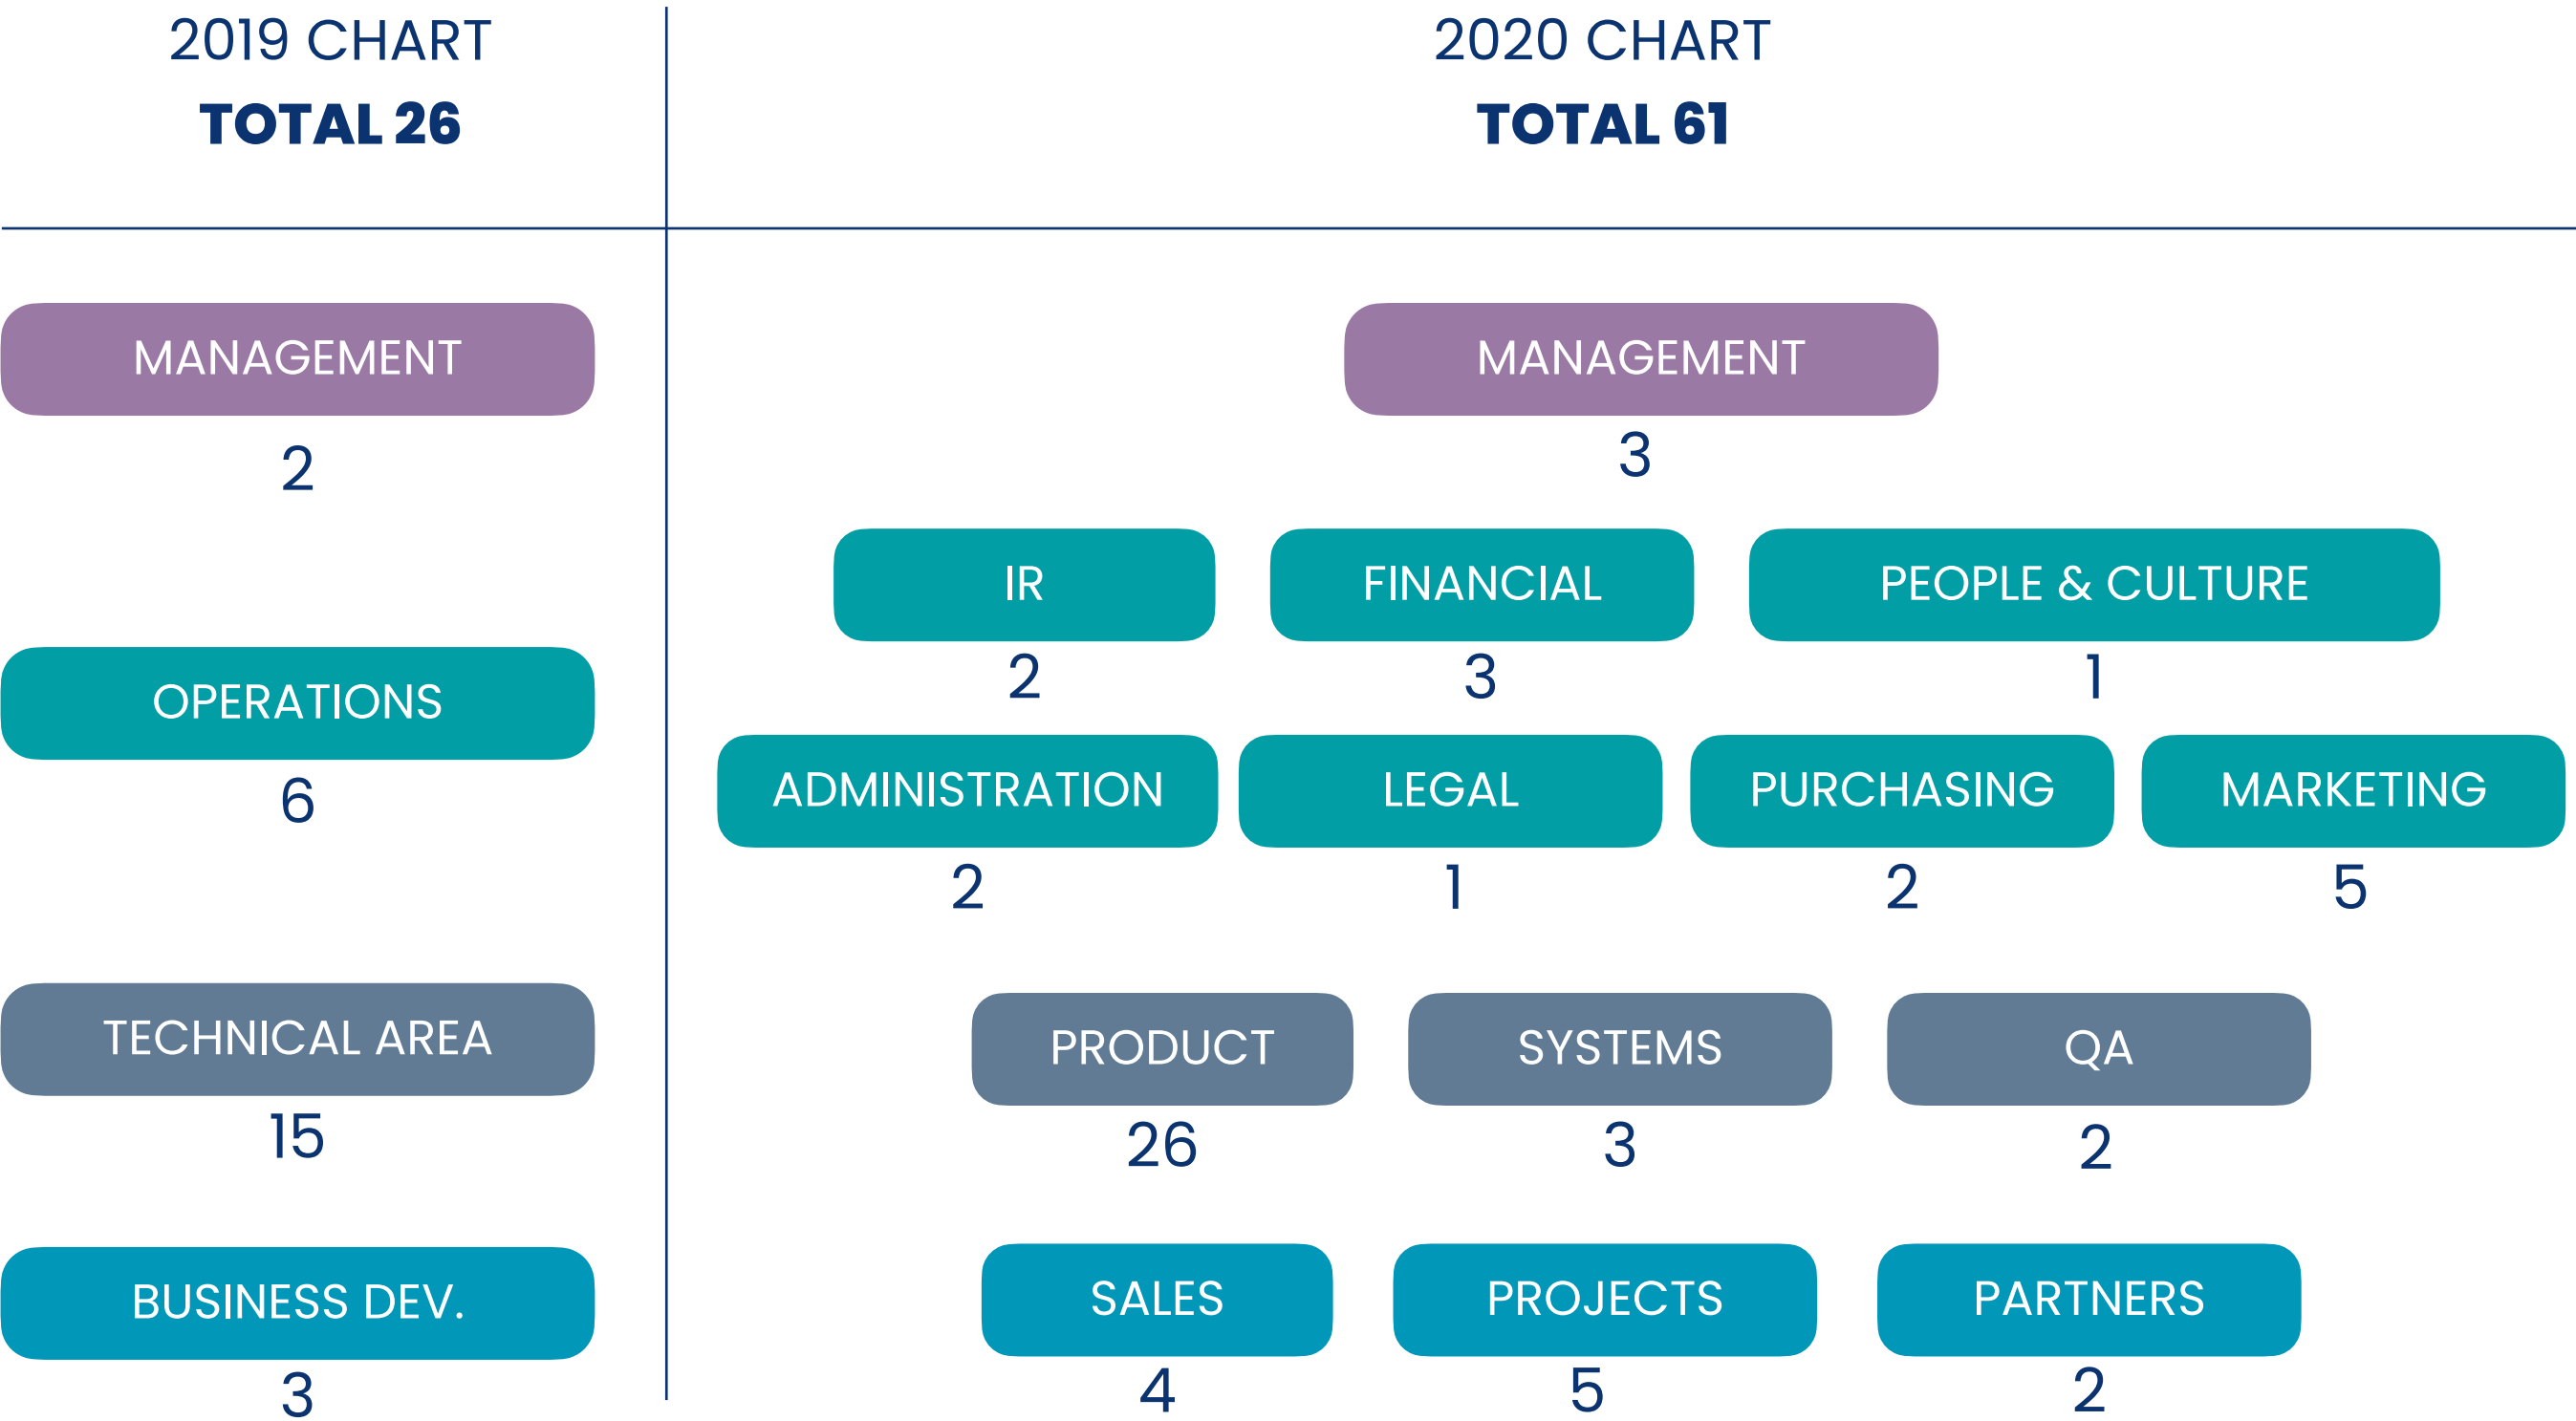 2019 CHART
TOTAL 26
2020 CHART
TOTAL 61
MANAGEMENT
2
OPERATIONS
6
TECHNICAL AREA
15
BUSINESS DEV.
3
MANAGEMENT
3
IR FINANCIAL PEOPLE & CULTURE
2 3 1
ADMINISTRATION LEGAL PURCHASING MARKETING
2 1 2 5
PRODUCT SYSTEMS QA
26 3 2
SALES PROJECTS PARTNERS
4 5 2